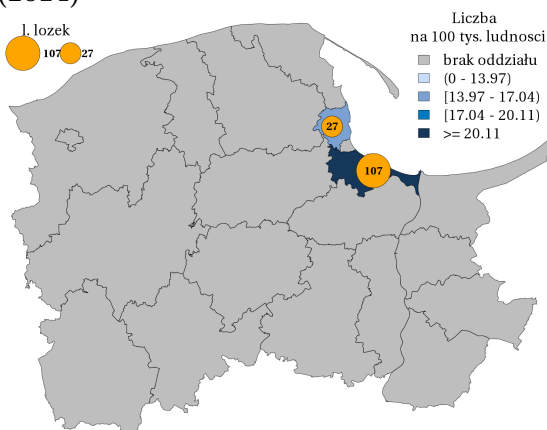 l. lozek
107 27
Liczba
na 100 tys. ludnosci
brak oddziału
(0 - 13.97)
[13.97 - 17.04)
[17.04 - 20.11)
>= 20.11
27
107